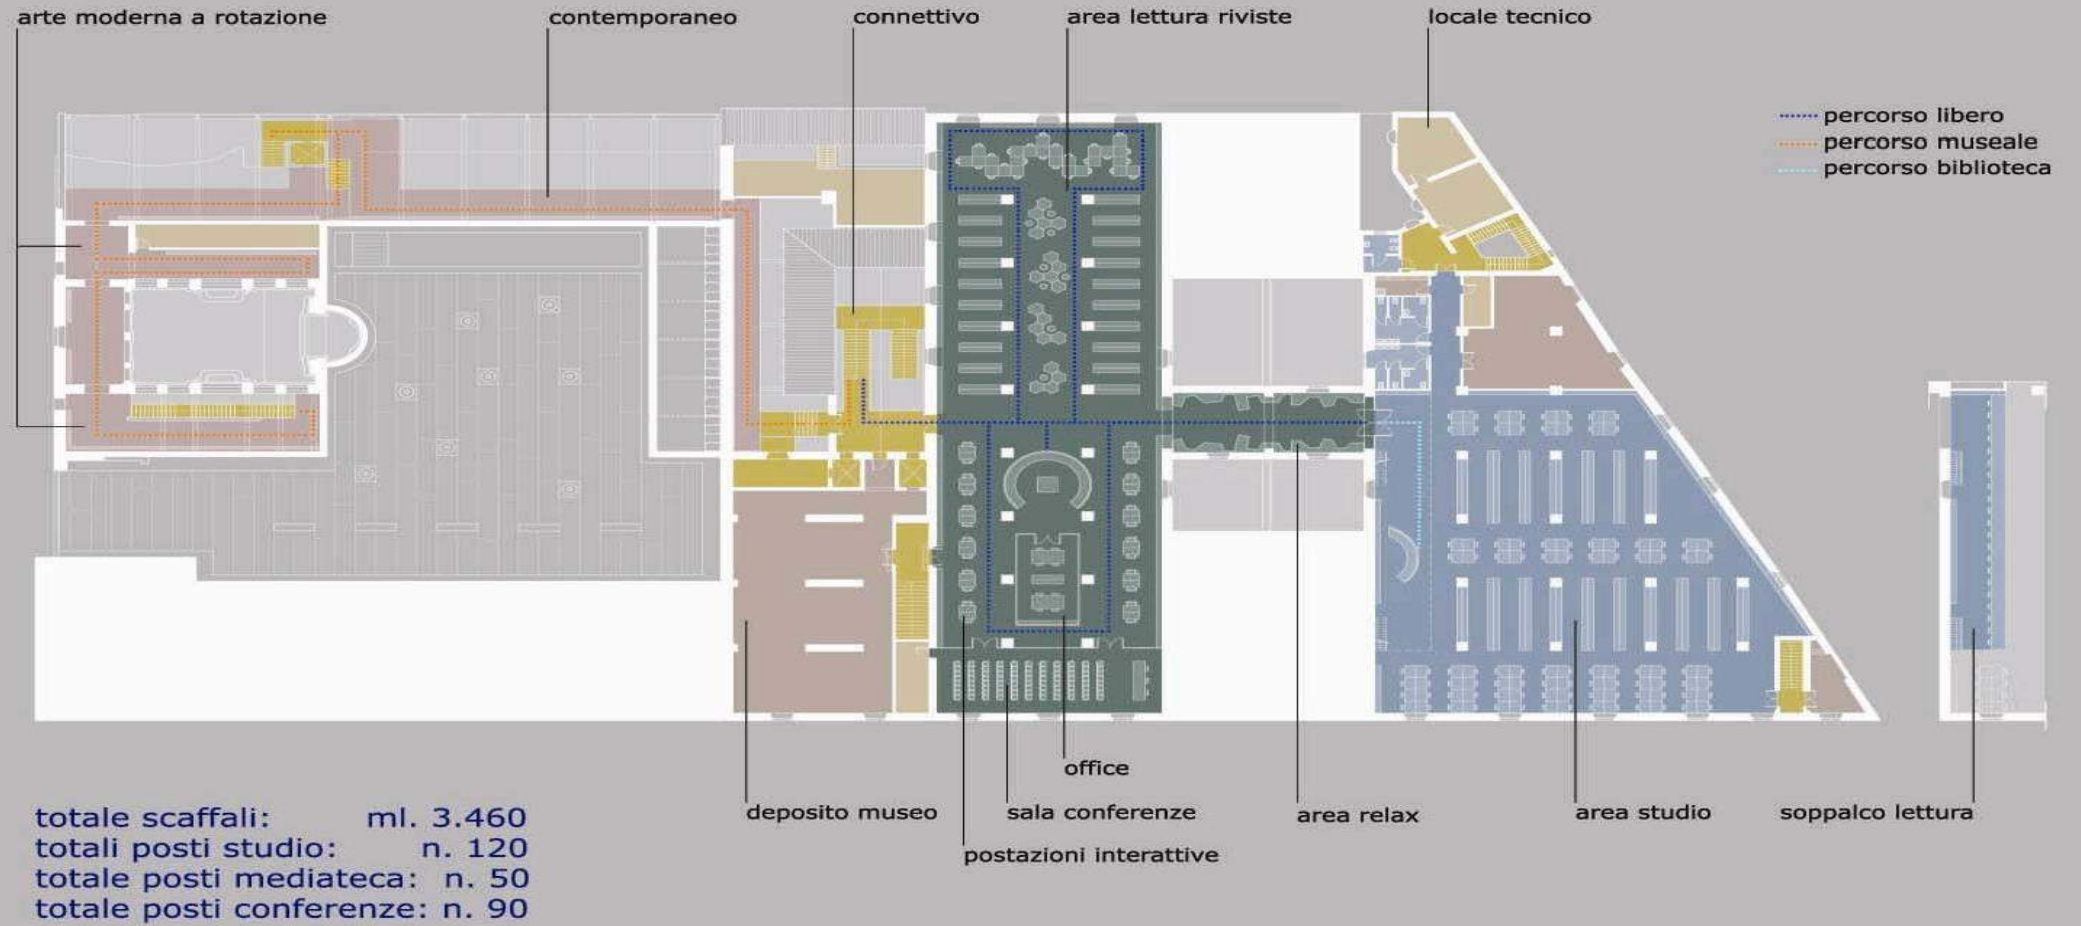 arte moderna a rotazione
contemporaneo
connettivo
area lettura riviste
locale tecnico
percorso libero
percorso museale
percorso biblioteca
office
deposito museo
sala conferenze
area relax
area studio
soppalco lettura
postazioni interattive
totale scaffali: ml. 3.460
totali posti studio: n. 120
totale posti mediateca: n. 50
totale posti conferenze: n. 90